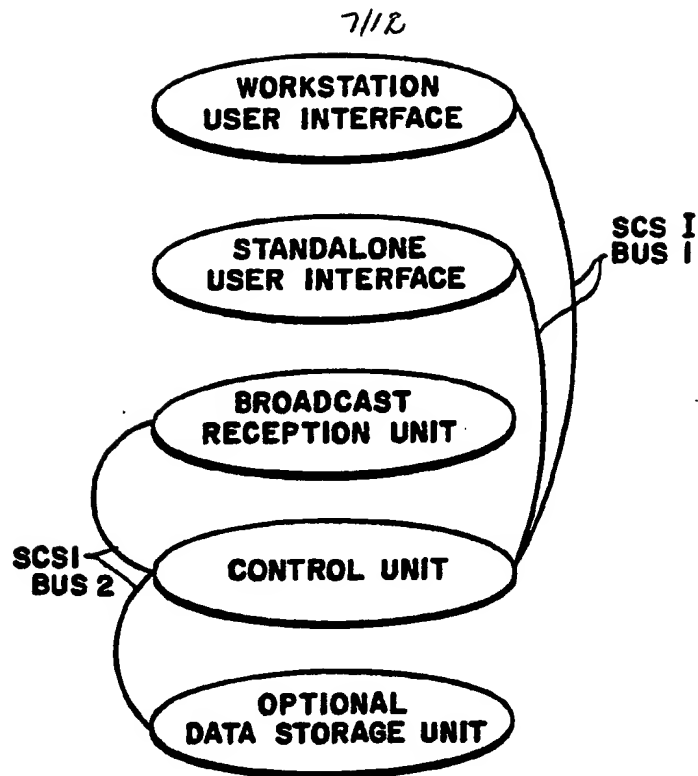 7/12
WORKSTATION
USER INTERFACE
STANDALONE
USER INTERFACE
SCS I
BUS 1
BROADCAST
RECEPTION UNIT
CONTROL UNIT
SCSI
BUS 2
OPTIONAL
DATA STORAGE UNIT